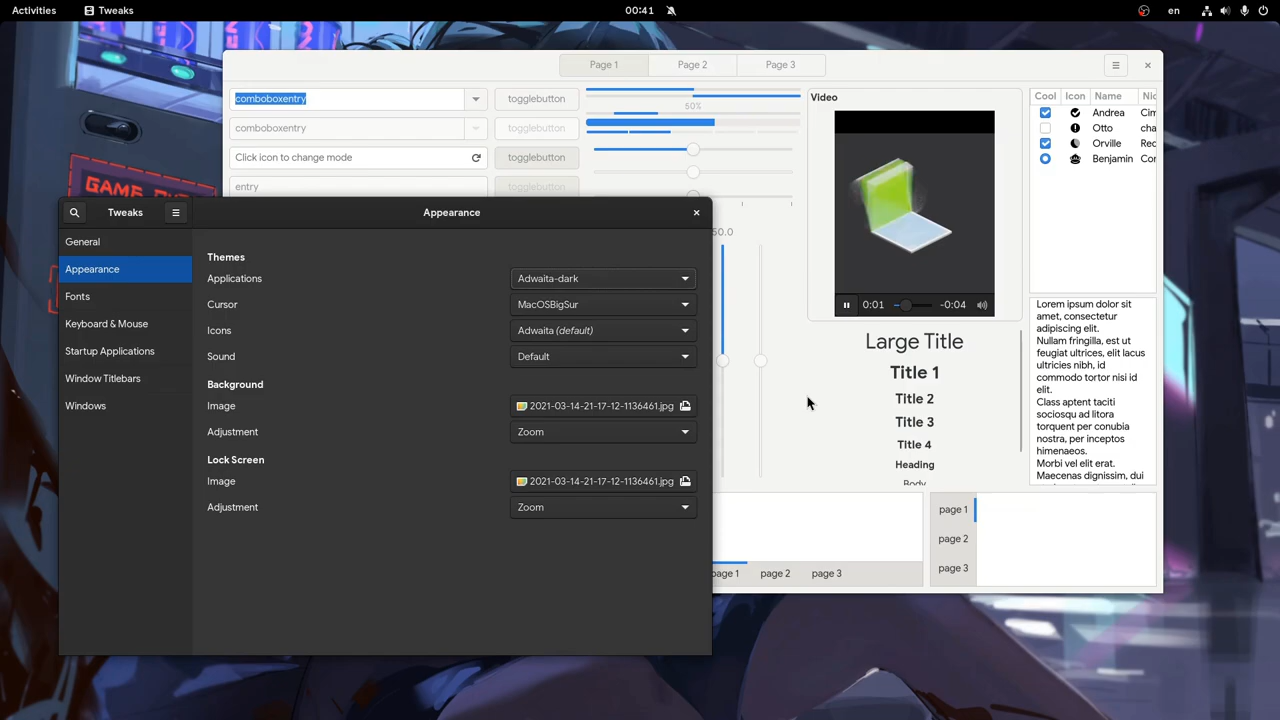 Activities
Tweaks
00:41
en
Page 1
Page 2
Page 3
comboboxentry
comboboxentry
Click icon to change mode
entry
togglebutton
togglebutton
togglebutton
togglebutton
50%
50.0
Video
0:01
-0:04
Cool Icon Name
Andrea
Otto
Orville
Benjamin
Large Title
Title 1
Title 2
Title 3
Title 4
Heading
Body
Lorem ipsum dolor sit
amet, consectetur
adipiscing elit.
Nullam fringilla, est ut
feugiat ultrices, elit lacus
ultricies nibh, id
commodo tortor nisi id
elit.
Class aptent taciti
sociosqu ad litora
torquent per conubia
nostra, per inceptos
himenaeos.
Morbi vel elit erat.
Maecenas dignissim, dui
page 1
page 2
page 3
page 1
page 2
page 3
Tweaks
Appearance
General
Appearance
Fonts
Keyboard & Mouse
Startup Applications
Window Titlebars
Windows
Themes
Applications
Adwaita-dark
Cursor
MacOSBigSur
Icons
Adwaita (default)
Sound
Default
Background
Image
2021-03-14-21-17-12-1136461.jpg
Adjustment
Zoom
Lock Screen
Image
2021-03-14-21-17-12-1136461.jpg
Adjustment
Zoom